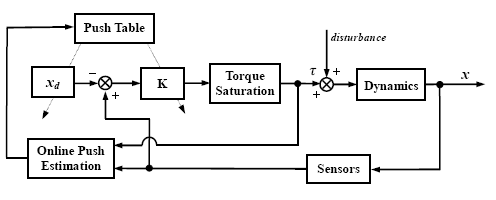 Push Table
disturbance
x_d
−
+
K
Torque
Saturation
τ
+
+
Dynamics
x
Online Push
Estimation
Sensors